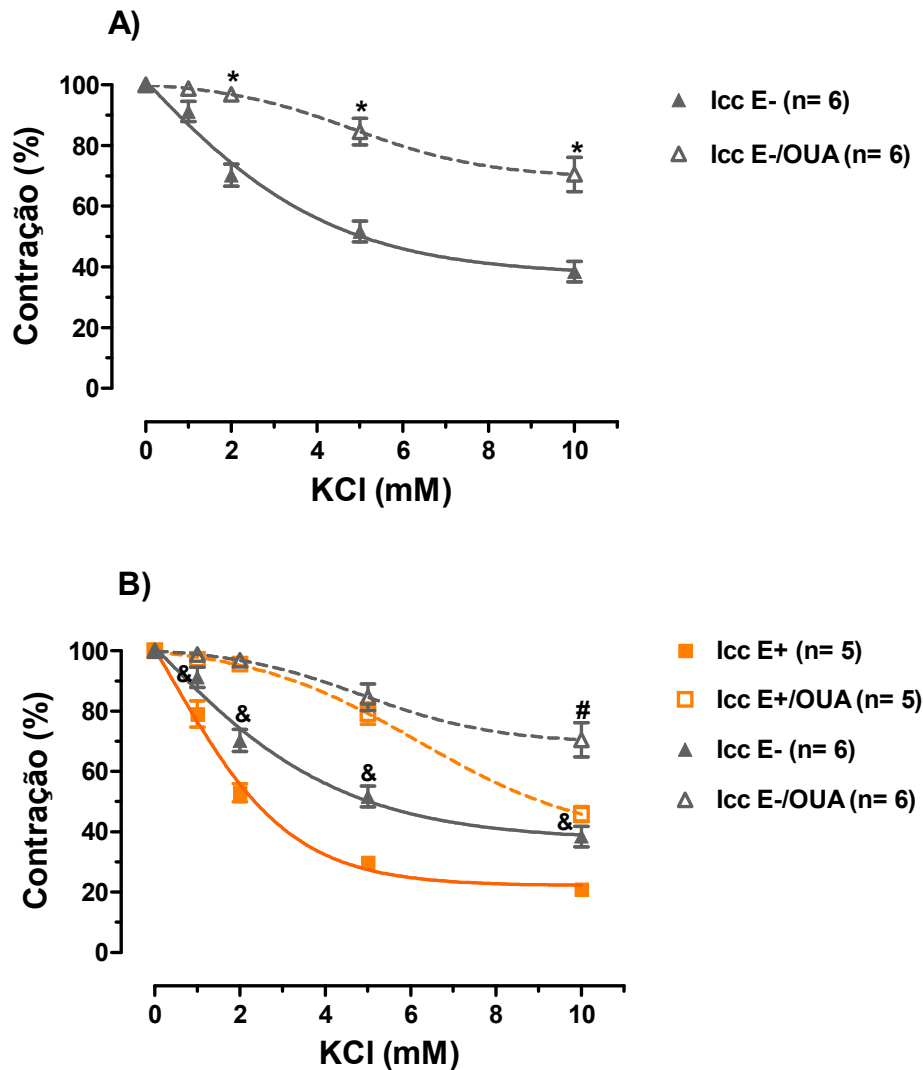 A)
100
80
60
40
20
0
Contração (%)
*
*
*
0
2
4
6
8
10
KCl (mM)
Icc E- (n= 6)
Icc E-/OUA (n= 6)
B)
100
80
60
40
20
0
Contração (%)
&
&
&
&
#
0
2
4
6
8
10
KCl (mM)
Icc E+ (n= 5)
Icc E+/OUA (n= 5)
Icc E- (n= 6)
Icc E-/OUA (n= 6)